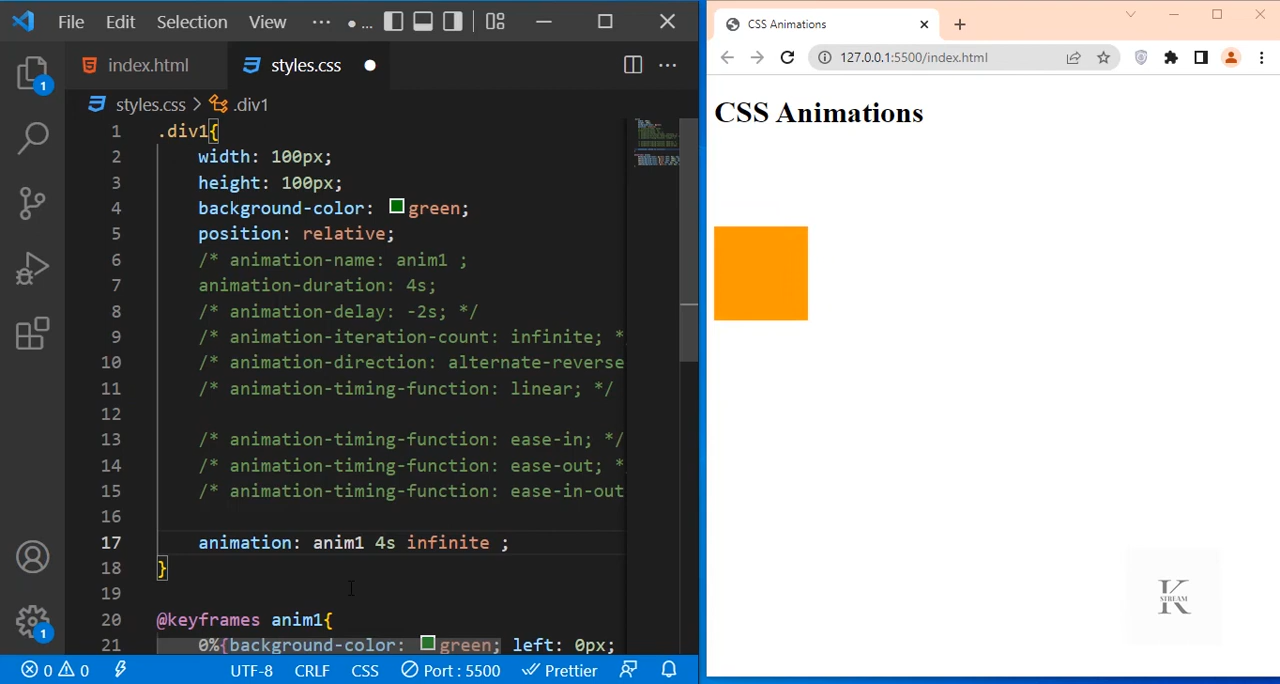 File Edit Selection View ··· ● ...
index.html styles.css ●
styles.css > .div1
1 .div1{
2 width: 100px;
3 height: 100px;
4 background-color: green;
5 position: relative;
6 /* animation-name: anim1 ;
7 animation-duration: 4s;
8 /* animation-delay: -2s; */
9 /* animation-iteration-count: infinite; *
10 /* animation-direction: alternate-reverse
11 /* animation-timing-function: linear; */
12
13 /* animation-timing-function: ease-in; */
14 /* animation-timing-function: ease-out; *
15 /* animation-timing-function: ease-in-out
16
17 animation: anim1 4s infinite ;
18 }
19
20 @keyframes anim1{
21 0%{background-color: green; left: 0px;
1
1
0 0 UTF-8 CRLF CSS Port : 5500 Prettier
CSS Animations
127.0.0.1:5500/index.html
CSS Animations
K
STREAM